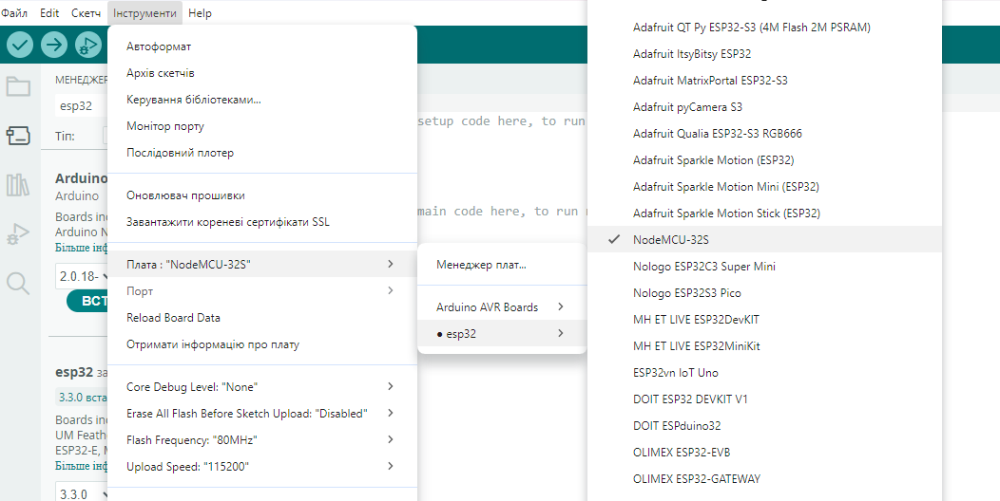 Файл Edit Скетч Інструменти Help
МЕНЕДЖЕР
esp32
Тіп:
Arduino
Arduino
Boards inc
Arduino N
Більше інф
2.0.18-
ВСТ
esp32 за
3.3.0 вста
Boards inc
UM Feathe
ESP32-E, M
Більше інф
3.3.0
Автоформат
Архів скетчів
Керування бібліотеками...
Монітор порту
Послідовний плотер
Оновлювач прошивки
Завантажити кореневі сертифікати SSL
Плата : "NodeMCU-32S"
Порт
Reload Board Data
Отримати інформацію про плату
Core Debug Level: "None"
Erase All Flash Before Sketch Upload: "Disabled"
Flash Frequency: "80MHz"
Upload Speed: "115200"
setup code here, to run
main code here, to run
Менеджер плат...
Arduino AVR Boards
● esp32
Adafruit QT Py ESP32-S3 (4M Flash 2M PSRAM)
Adafruit ItsyBitsy ESP32
Adafruit MatrixPortal ESP32-S3
Adafruit pyCamera S3
Adafruit Qualia ESP32-S3 RGB666
Adafruit Sparkle Motion (ESP32)
Adafruit Sparkle Motion Mini (ESP32)
Adafruit Sparkle Motion Stick (ESP32)
NodeMCU-32S
Nologo ESP32C3 Super Mini
Nologo ESP32S3 Pico
MH ET LIVE ESP32DevKIT
MH ET LIVE ESP32MiniKit
ESP32vn IoT Uno
DOIT ESP32 DEVKIT V1
DOIT ESPduino32
OLIMEX ESP32-EVB
OLIMEX ESP32-GATEWAY